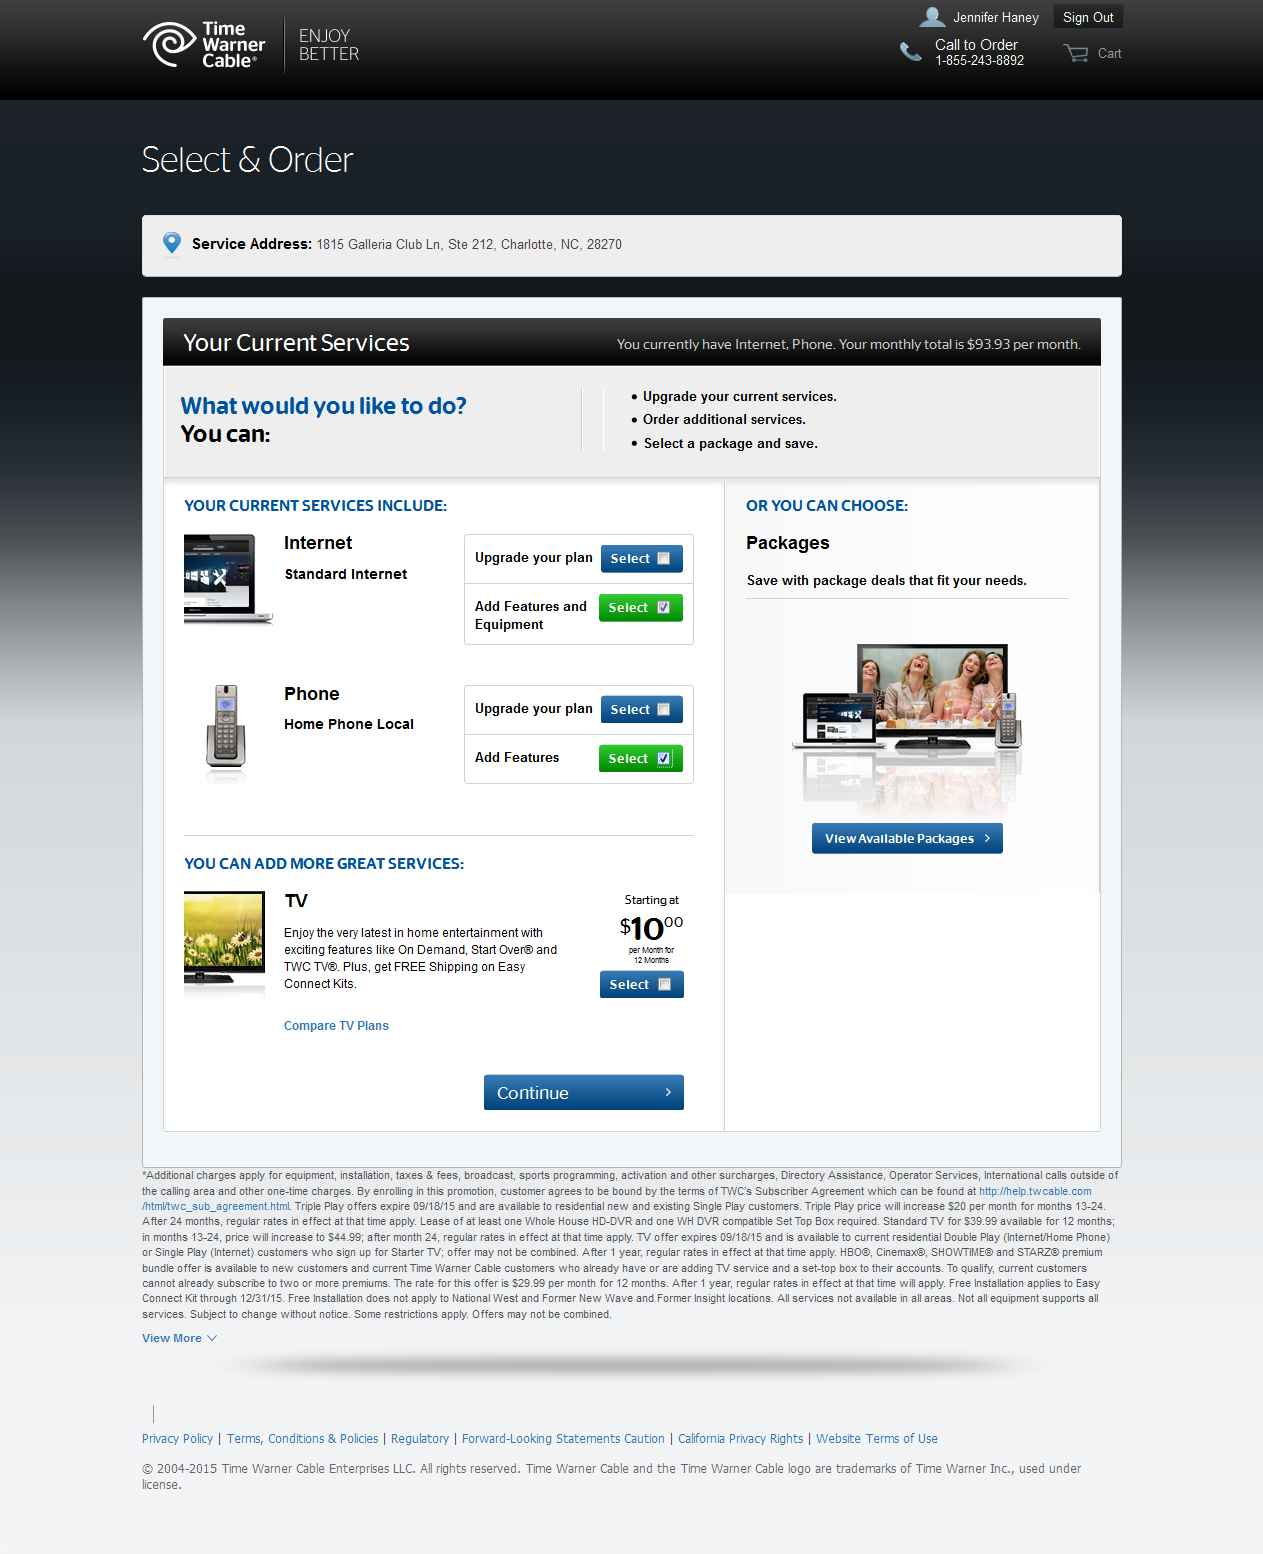 Time Warner Cable®
ENJOY BETTER
Jennifer Haney
Sign Out
Call to Order
1-855-243-8892
Cart
Select & Order
Service Address: 1815 Galleria Club Ln, Ste 212, Charlotte, NC, 28270
Your Current Services
You currently have Internet, Phone. Your monthly total is $93.93 per month.
What would you like to do?
You can:
• Upgrade your current services.
• Order additional services.
• Select a package and save.
YOUR CURRENT SERVICES INCLUDE:
Internet
Standard Internet
Upgrade your plan
Select
Add Features and
Equipment
Select
Phone
Home Phone Local
Upgrade your plan
Select
Add Features
Select
YOU CAN ADD MORE GREAT SERVICES:
TV
Enjoy the very latest in home entertainment with
exciting features like On Demand, Start Over® and
TWC TV®. Plus, get FREE Shipping on Easy
Connect Kits.
Compare TV Plans
Starting at
$10 00
per Month for
12 Months
Select
Continue
OR YOU CAN CHOOSE:
Packages
Save with package deals that fit your needs.
View Available Packages
*Additional charges apply for equipment, installation, taxes & fees, broadcast, sports programming, activation and other surcharges, Directory Assistance, Operator Services, International calls outside of
the calling area and other one-time charges. By enrolling in this promotion, customer agrees to be bound by the terms of TWC's Subscriber Agreement which can be found at http://help.twcable.com
/html/twc_sub_agreement.html. Triple Play offers expire 09/18/15 and are available to residential new and existing Single Play customers. Triple Play price will increase $20 per month for months 13-24.
After 24 months, regular rates in effect at that time apply. Lease of at least one Whole House HD-DVR and one WH DVR compatible Set Top Box required. Standard TV for $39.99 available for 12 months;
in months 13-24, price will increase to $44.99; after month 24, regular rates in effect at that time apply. TV offer expires 09/18/15 and is available to current residential Double Play (Internet/Home Phone)
or Single Play (Internet) customers who sign up for Starter TV; offer may not be combined. After 1 year, regular rates in effect at that time apply. HBO®, Cinemax®, SHOWTIME® and STARZ® premium
bundle offer is available to new customers and current Time Warner Cable customers who already have or are adding TV service and a set-top box to their accounts. To qualify, current customers
cannot already subscribe to two or more premiums. The rate for this offer is $29.99 per month for 12 months. After 1 year, regular rates in effect at that time will apply. Free Installation applies to Easy
Connect Kit through 12/31/15. Free Installation does not apply to National West and Former New Wave and Former Insight locations. All services not available in all areas. Not all equipment supports all
services. Subject to change without notice. Some restrictions apply. Offers may not be combined.
View More
Privacy Policy | Terms, Conditions & Policies | Regulatory | Forward-Looking Statements Caution | California Privacy Rights | Website Terms of Use
© 2004-2015 Time Warner Cable Enterprises LLC. All rights reserved. Time Warner Cable and the Time Warner Cable logo are trademarks of Time Warner Inc., used under
license.